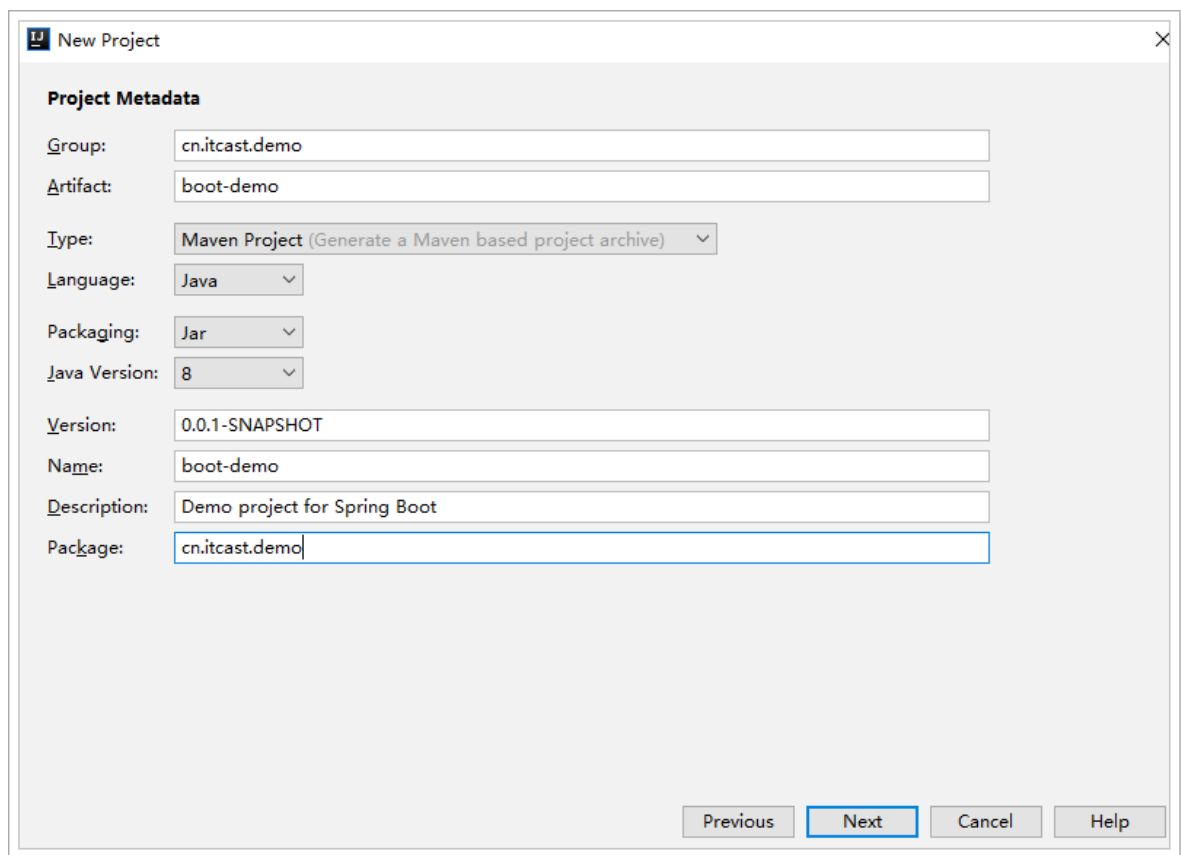 New Project
Project Metadata
Group: cn.itcast.demo
Artifact: boot-demo
Type: Maven Project (Generate a Maven based project archive)
Language: Java
Packaging: Jar
Java Version: 8
Version: 0.0.1-SNAPSHOT
Name: boot-demo
Description: Demo project for Spring Boot
Package: cn.itcast.demo
Previous Next Cancel Help